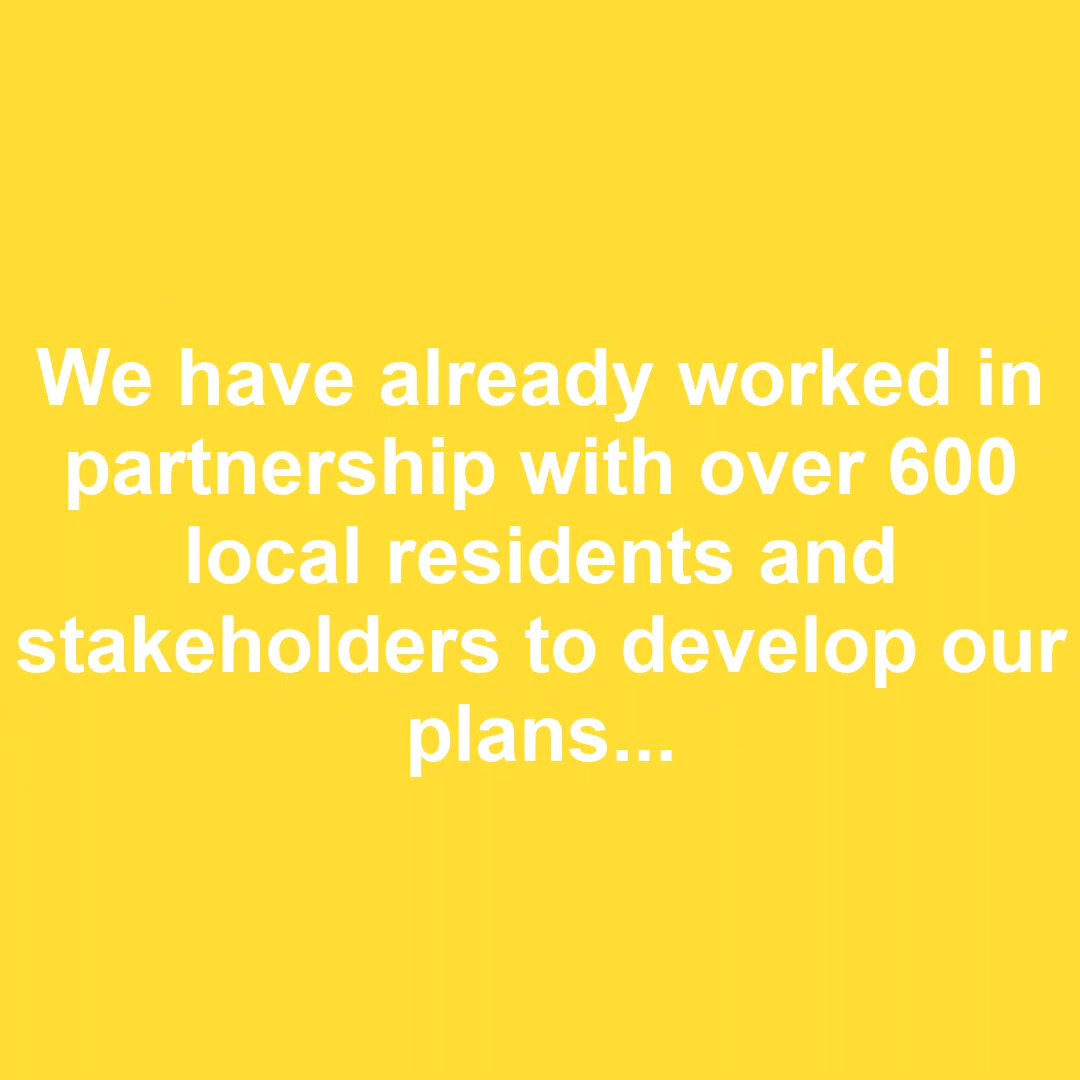 We have already worked in
partnership with over 600
local residents and
stakeholders to develop our
plans...